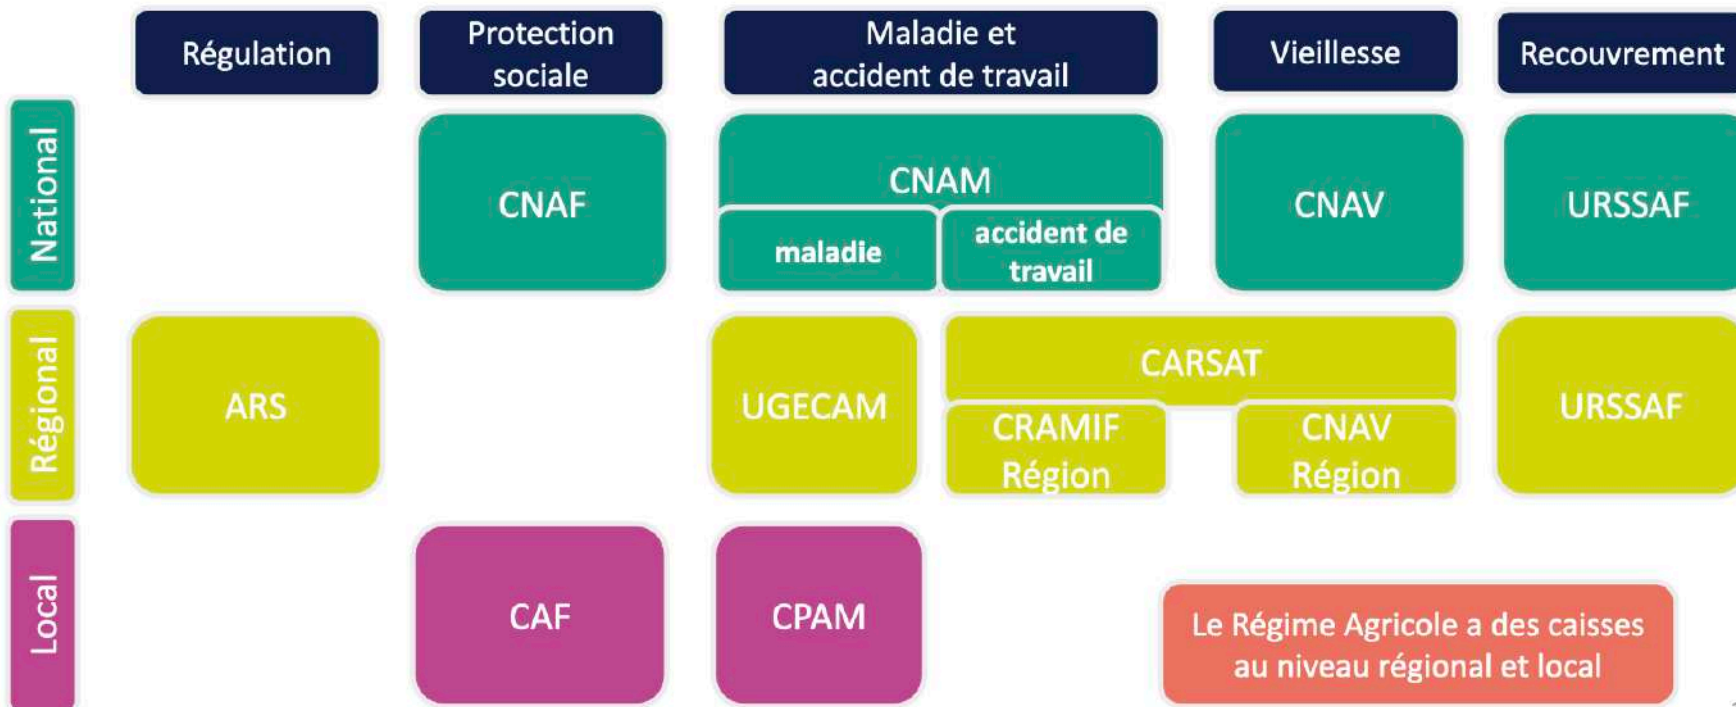 Régulation
Protection
sociale
Maladie et
accident de travail
Vieillesse
Recouvrement
National
CNAF
CNAM
maladie
accident de
travail
CNAV
URSSAF
Régional
ARS
UGECAM
CARSAT
CRAMIF
Région
CNAV
Région
URSSAF
Local
CAF
CPAM
Le Régime Agricole a des caisses
au niveau régional et local